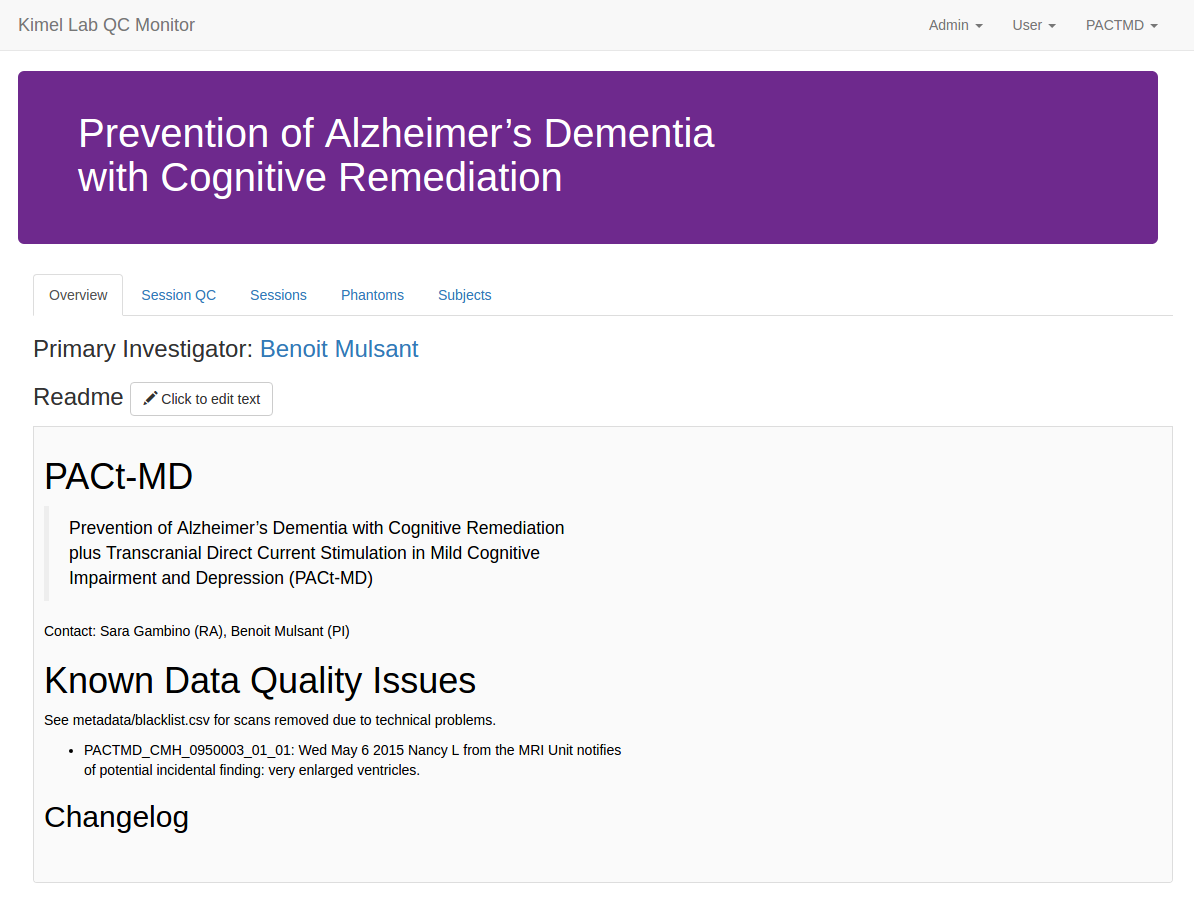 Kimel Lab QC Monitor
Admin
User
PACTMD
Prevention of Alzheimer’s Dementia
with Cognitive Remediation
Overview
Session QC
Sessions
Phantoms
Subjects
Primary Investigator: Benoit Mulsant
Readme
Click to edit text
PACt-MD
Prevention of Alzheimer’s Dementia with Cognitive Remediation
plus Transcranial Direct Current Stimulation in Mild Cognitive
Impairment and Depression (PACt-MD)
Contact: Sara Gambino (RA), Benoit Mulsant (PI)
Known Data Quality Issues
See metadata/blacklist.csv for scans removed due to technical problems.
• PACTMD_CMH_0950003_01_01: Wed May 6 2015 Nancy L from the MRI Unit notifies
of potential incidental finding: very enlarged ventricles.
Changelog